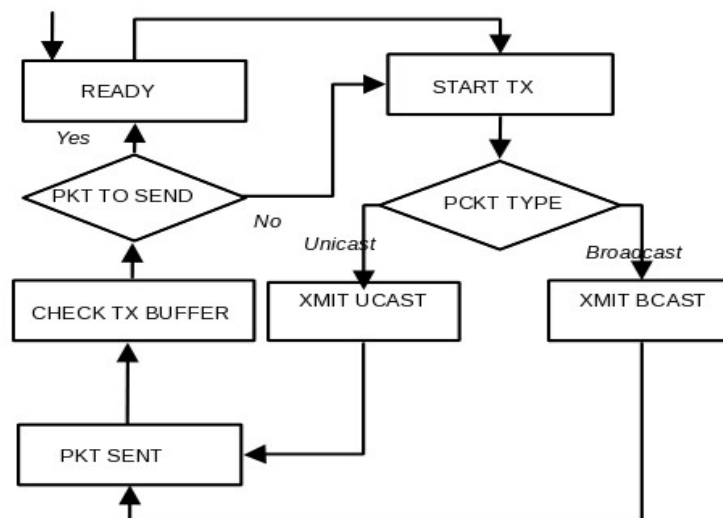 READY
START TX
Yes
PKT TO SEND
PCKT TYPE
No
Unicast
Broadcast
XMIT UCAST
XMIT BCAST
CHECK TX BUFFER
PKT SENT